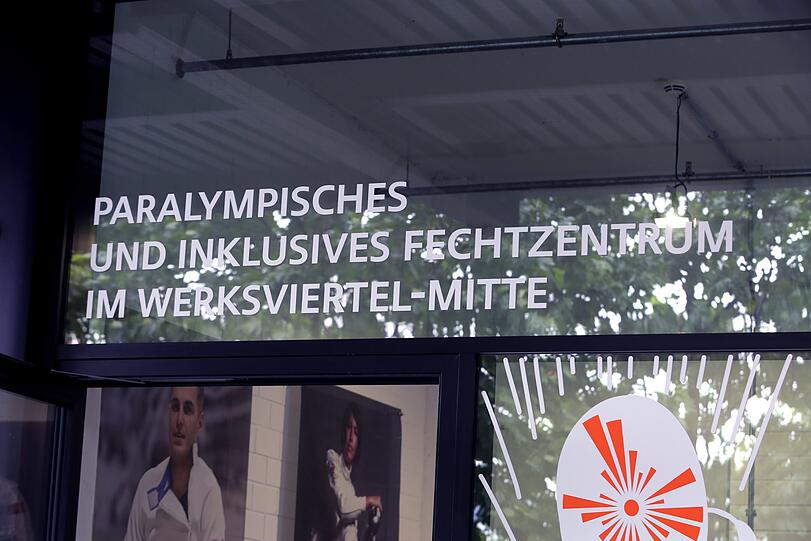 PARALYMPISCHES
UND INKLUSIVES FECHTZENTRUM
IM WERKSVIERTEL-MITTE